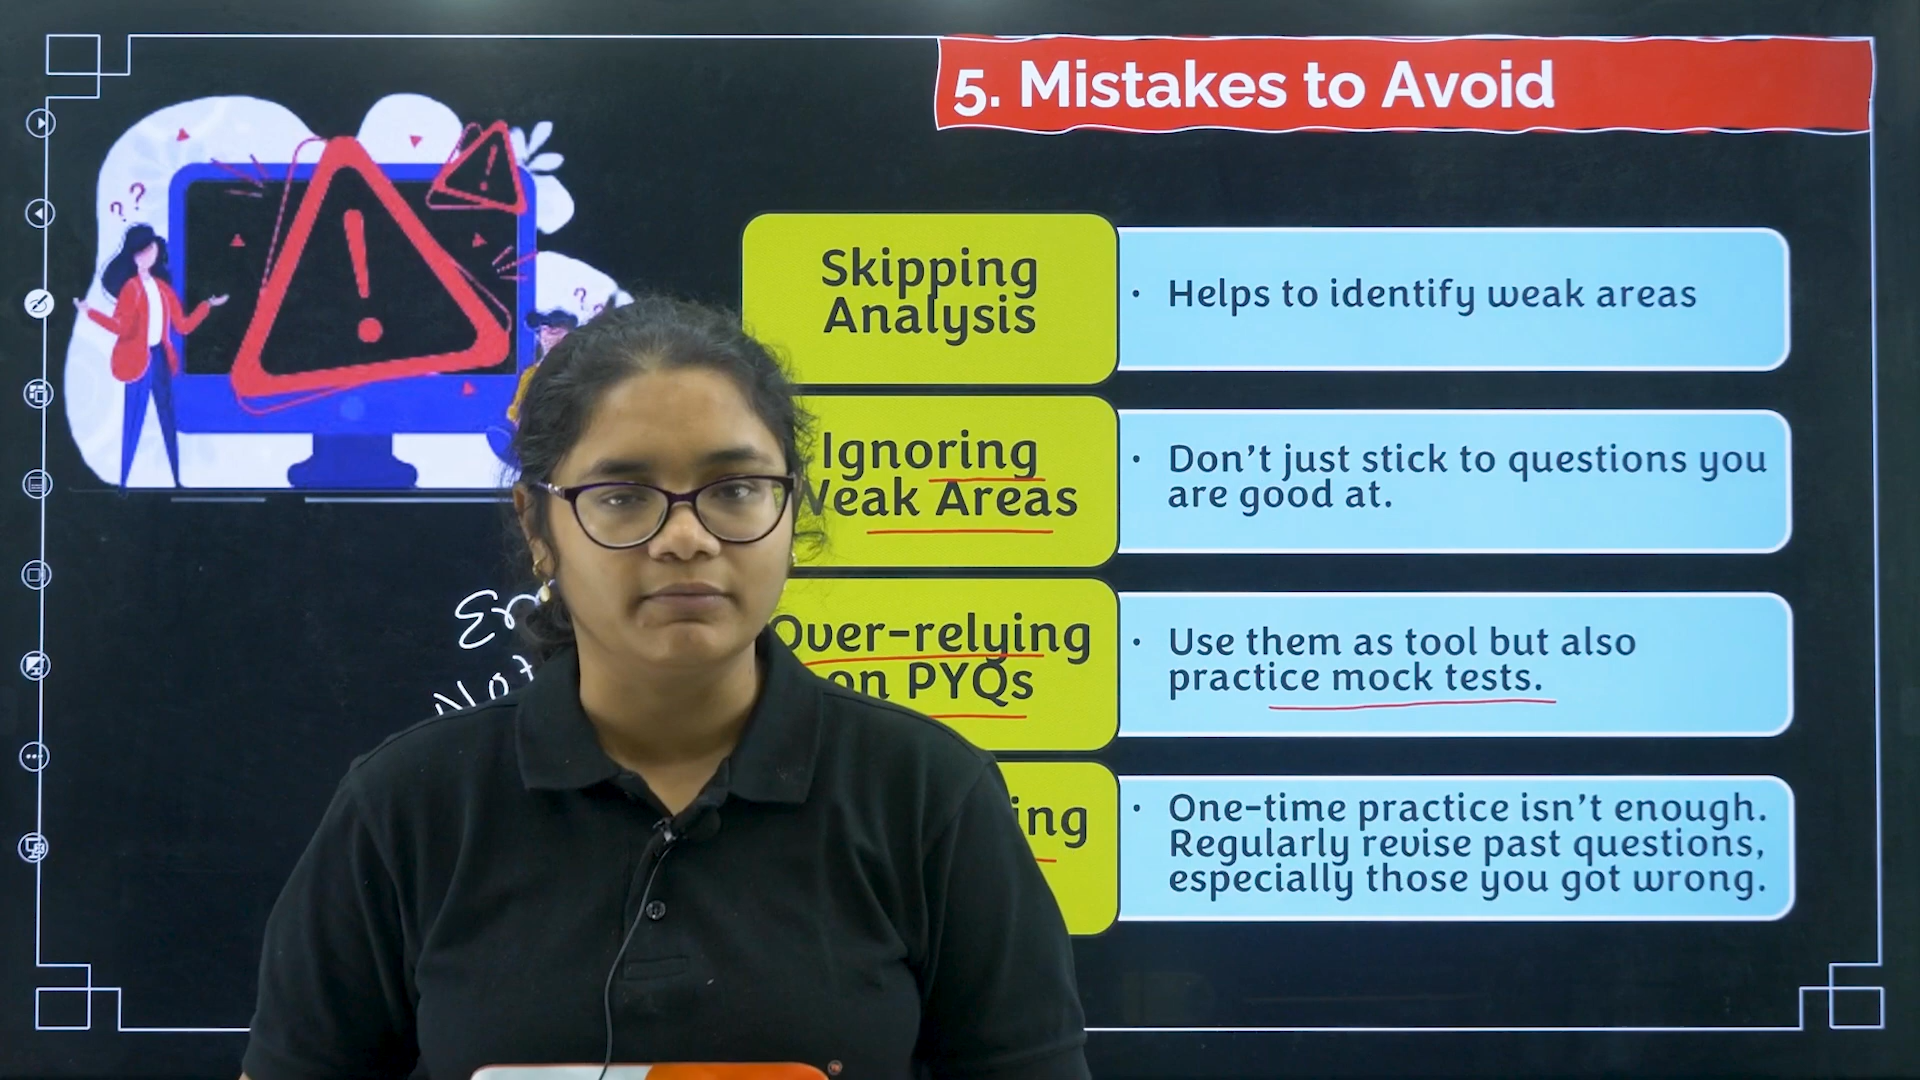 5. Mistakes to Avoid
Skipping
Analysis
• Helps to identify weak areas
Ignoring
Weak Areas
• Don't just stick to questions you
are good at.
Over-relying
on PYQs
• Use them as tool but also
practice mock tests.
• One-time practice isn't enough.
Regularly revise past questions,
especially those you got wrong.